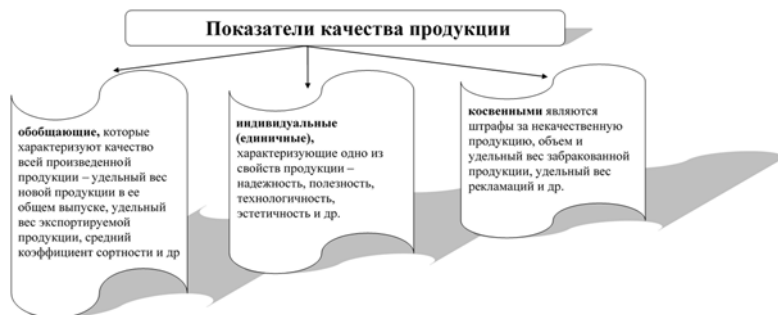 Показатели качества продукции
обобщающие, которые
характеризуют качество
всей произведенной
продукции – удельный вес
новой продукции в ее
общем выпуске, удельный
вес экспортируемой
продукции, средний
коэффициент сортности и др
индивидуальные
(единичные),
характеризующие одно из
свойств продукции –
надежность, полезность,
технологичность,
эстетичность и др.
косвенными являются
штрафы за некачественную
продукцию, объем и
удельный вес забракованной
продукции, удельный вес
рекламаций и др.